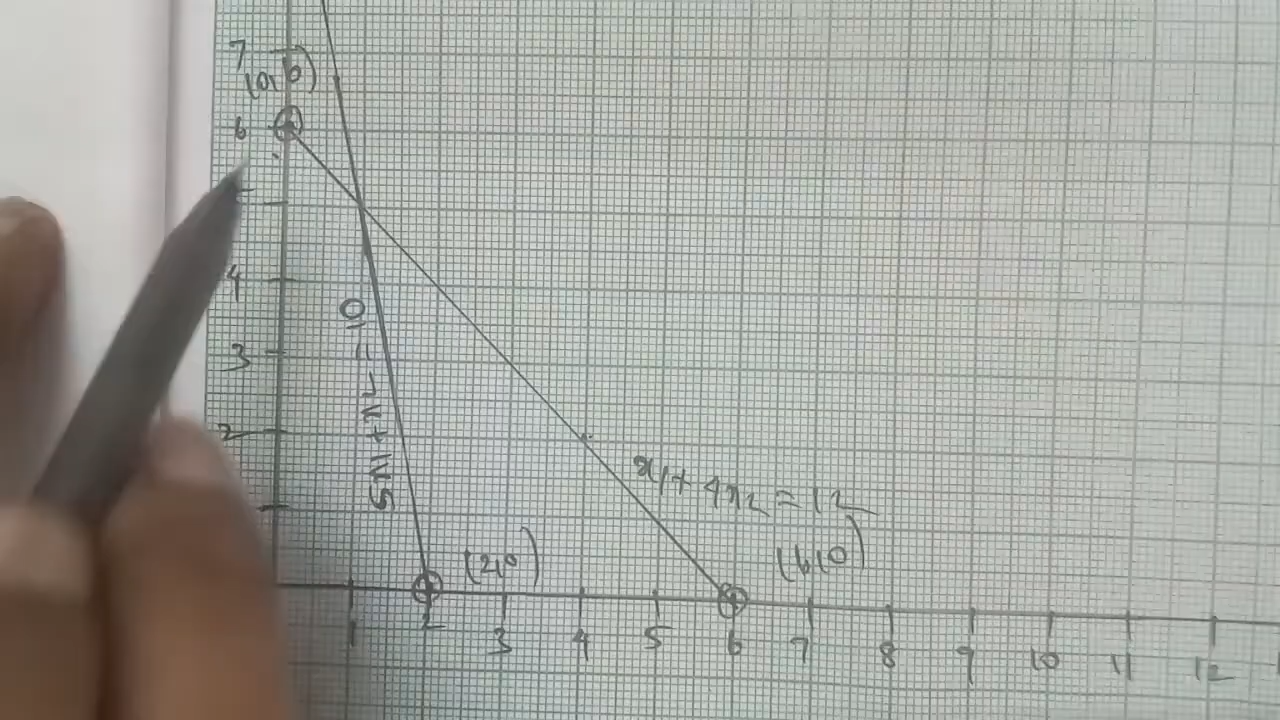 7
(0,6)
6
4
3
2
5x1+x2=10
x1+4x2=12
(2,0)
(6,0)
1 2 3 4 5 6 7 8 9 10 11 12